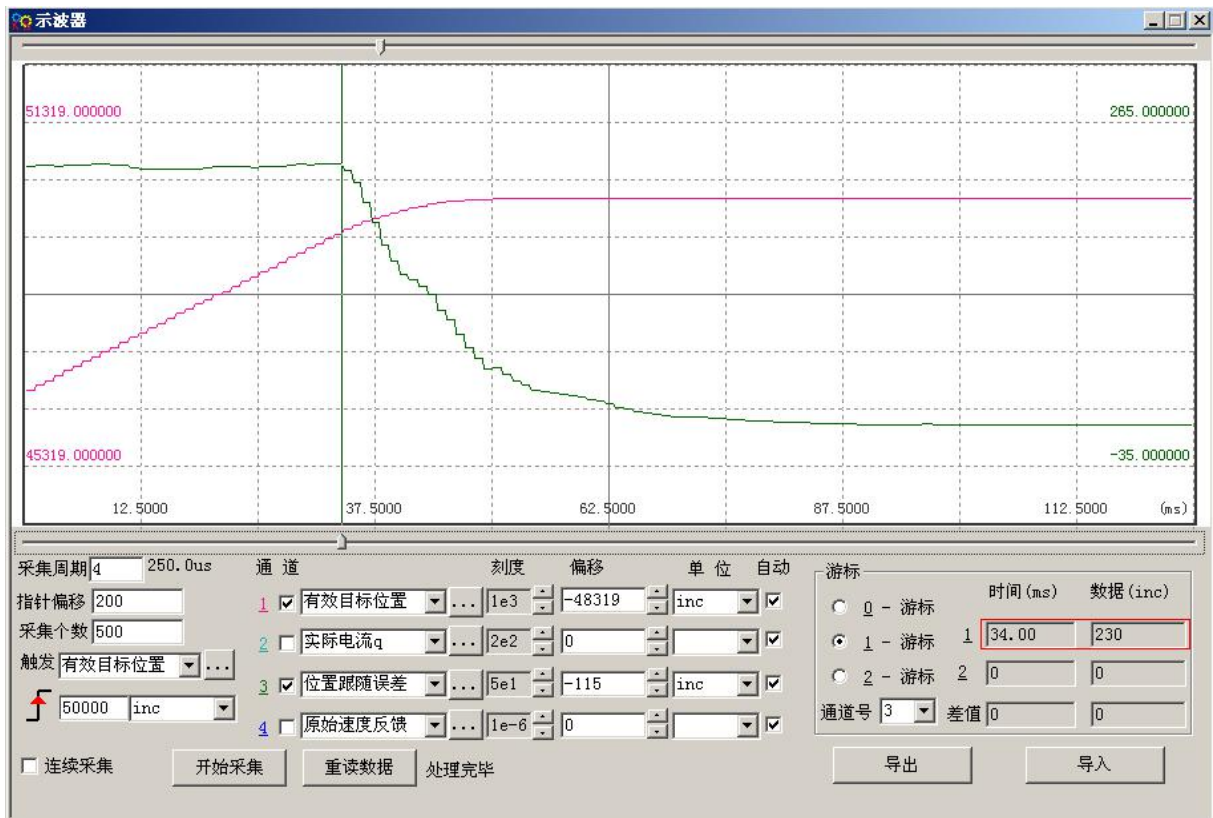 示波器
51319.000000 265.000000
45319.000000 -35.000000
12.5000 37.5000 62.5000 87.5000 112.5000 (ms)
采集周期 4 250.0us 通 道 刻度 偏移 单 位 自动 游标
时间(ms) 数据(inc)
指针偏移 200 1 有效目标位置 ... 1e3 -48319 inc 0 - 游标
采集个数 500 2 实际电流q ... 2e2 0 1 - 游标 1 34.00 230
触发 有效目标位置 ... 3 位置跟随误差 ... 5e1 -115 inc 2 - 游标 2 0 0
50000 inc 4 原始速度反馈 ... 1e-6 0 通道号 3 差值 0 0
连续采集 开始采集 重读数据 处理完毕 导出 导入